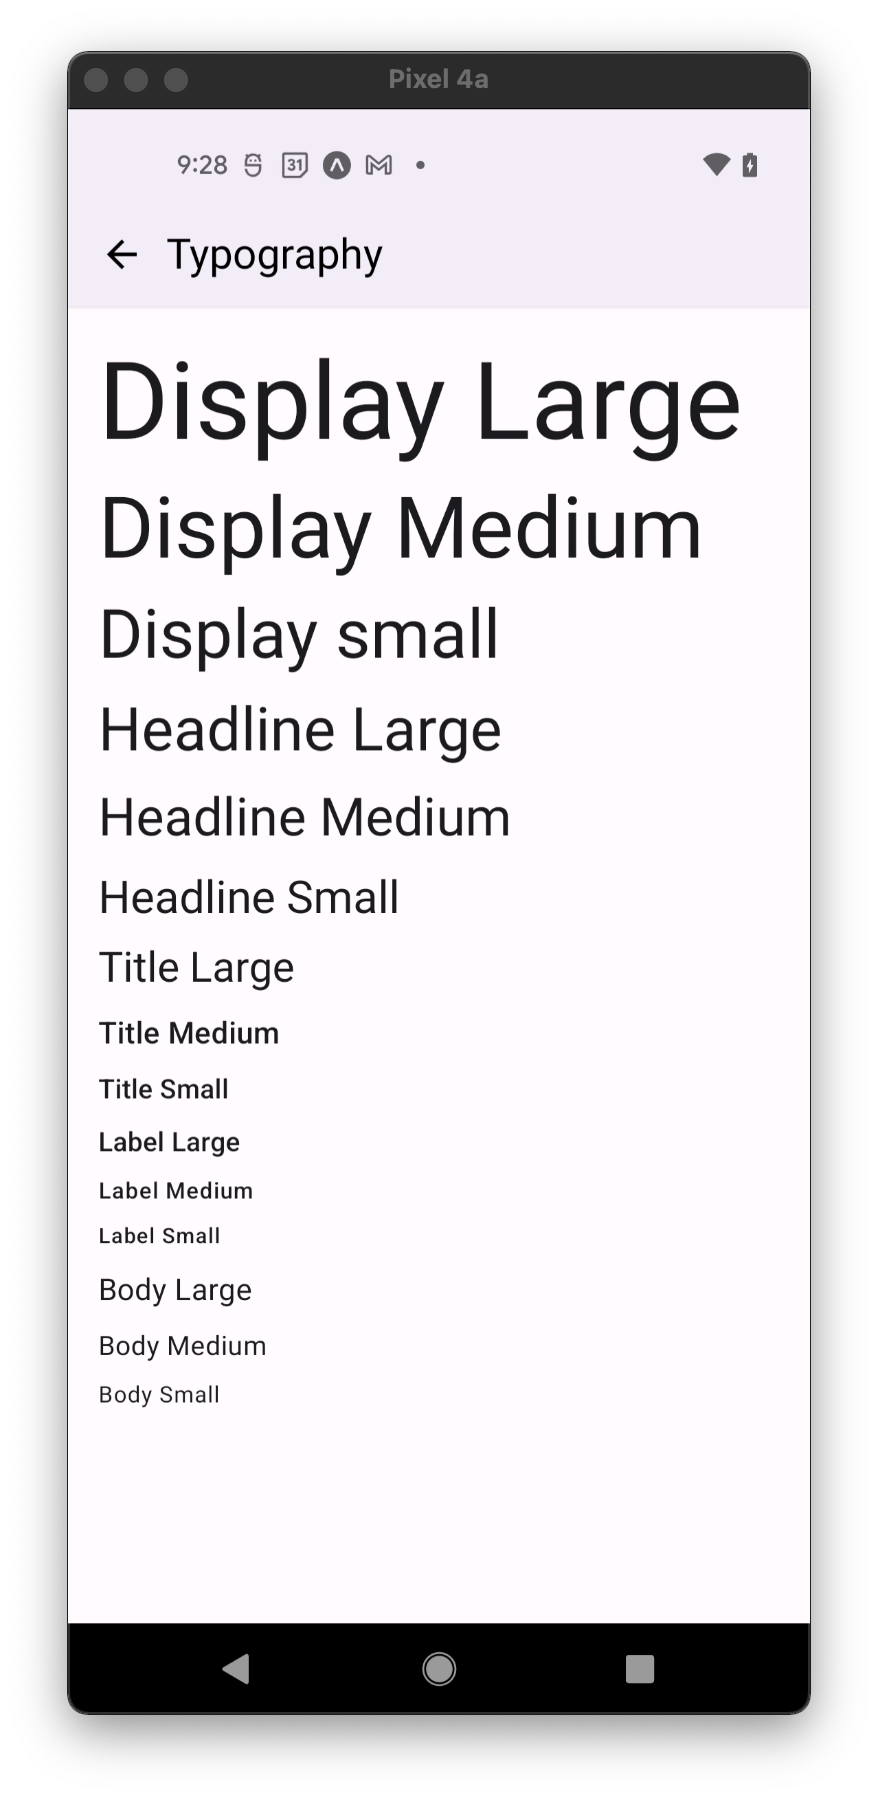 Pixel 4a
9:28 31
Typography
Display Large
Display Medium
Display small
Headline Large
Headline Medium
Headline Small
Title Large
Title Medium
Title Small
Label Large
Label Medium
Label Small
Body Large
Body Medium
Body Small